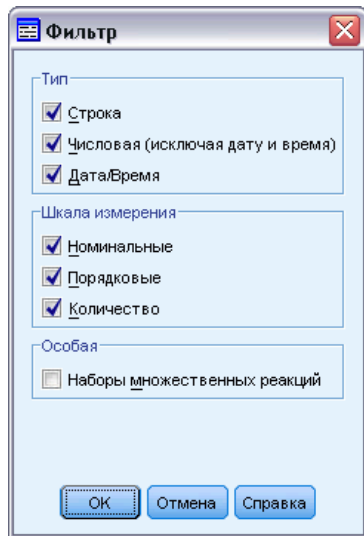 Фильтр
Тип
Строка
Числовая (исключая дату и время)
Дата/Время
Шкала измерения
Номинальные
Порядковые
Количество
Особая
Наборы множественных реакций
OK Отмена Справка